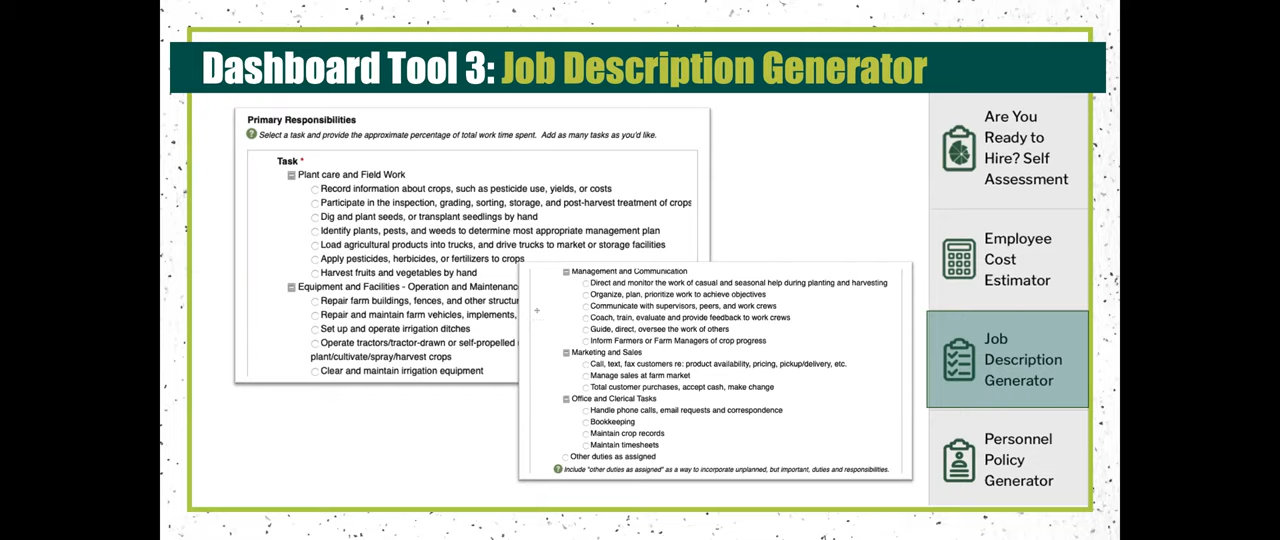 Dashboard Tool 3: Job Description Generator
Primary Responsibilities
? Select a task and provide the approximate percentage of total work time spent. Add as many tasks as you'd like.
Task *
Plant care and Field Work
Record information about crops, such as pesticide use, yields, or costs
Participate in the inspection, grading, sorting, storage, and post-harvest treatment of crops
Dig and plant seeds, or transplant seedlings by hand
Identify plants, pests, and weeds to determine most appropriate management plan
Load agricultural products into trucks, and drive trucks to market or storage facilities
Apply pesticides, herbicides, or fertilizers to crops
Harvest fruits and vegetables by hand
Equipment and Facilities - Operation and Maintenance
Repair farm buildings, fences, and other
Repair and maintain farm vehicles, implements,
Set up and operate irrigation ditches
Operate tractors/tractor-drawn or self-propelled
plant/cultivate/spray/harvest crops
Clear and maintain irrigation equipment
Management and Communication
Direct and monitor the work of casual and seasonal help during planting and harvesting
Organize, plan, prioritize work to achieve objectives
Communicate with supervisors, peers, and work crews
Coach, train, evaluate and provide feedback to work crews
Guide, direct, oversee the work of others
Inform Farmers or Farm Managers of crop progress
Marketing and Sales
Call, text, fax customers re: product availability, pricing, pickup/delivery, etc.
Manage sales at farm market
Total customer purchases, accept cash, make change
Office and Clerical Tasks
Handle phone calls, email requests and correspondence
Bookkeeping
Maintain crop records
Maintain timesheets
Other duties as assigned
? Include "other duties as assigned" as a way to incorporate unplanned, but important, duties and responsibilities.
Are You
Ready to
Hire? Self
Assessment
Employee
Cost
Estimator
Job
Description
Generator
Personnel
Policy
Generator